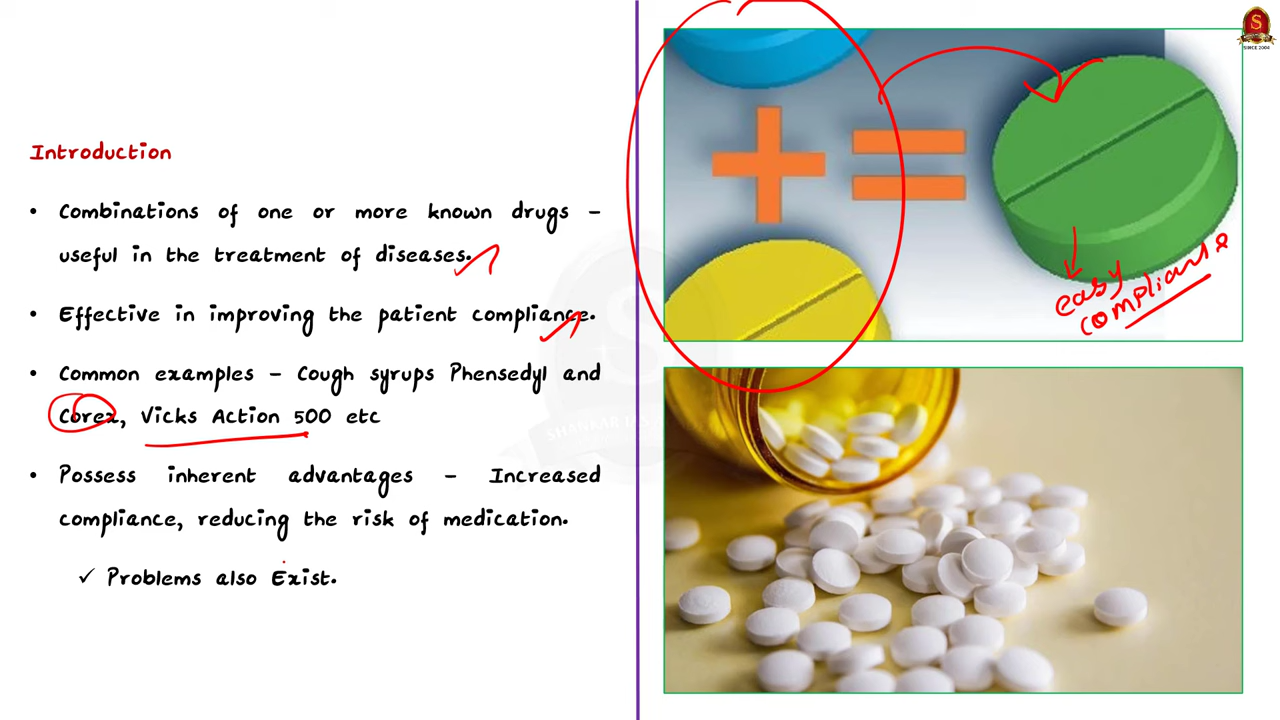 Introduction
• Combinations of one or more known drugs –
useful in the treatment of diseases.
• Effective in improving the patient compliance.
• Common examples – Cough syrups Phensedyl and
Corex, Vicks Action 500 etc
• Possess inherent advantages – Increased
compliance, reducing the risk of medication.
✓ Problems also Exist.
easy
compliance
S
SINCE 2004